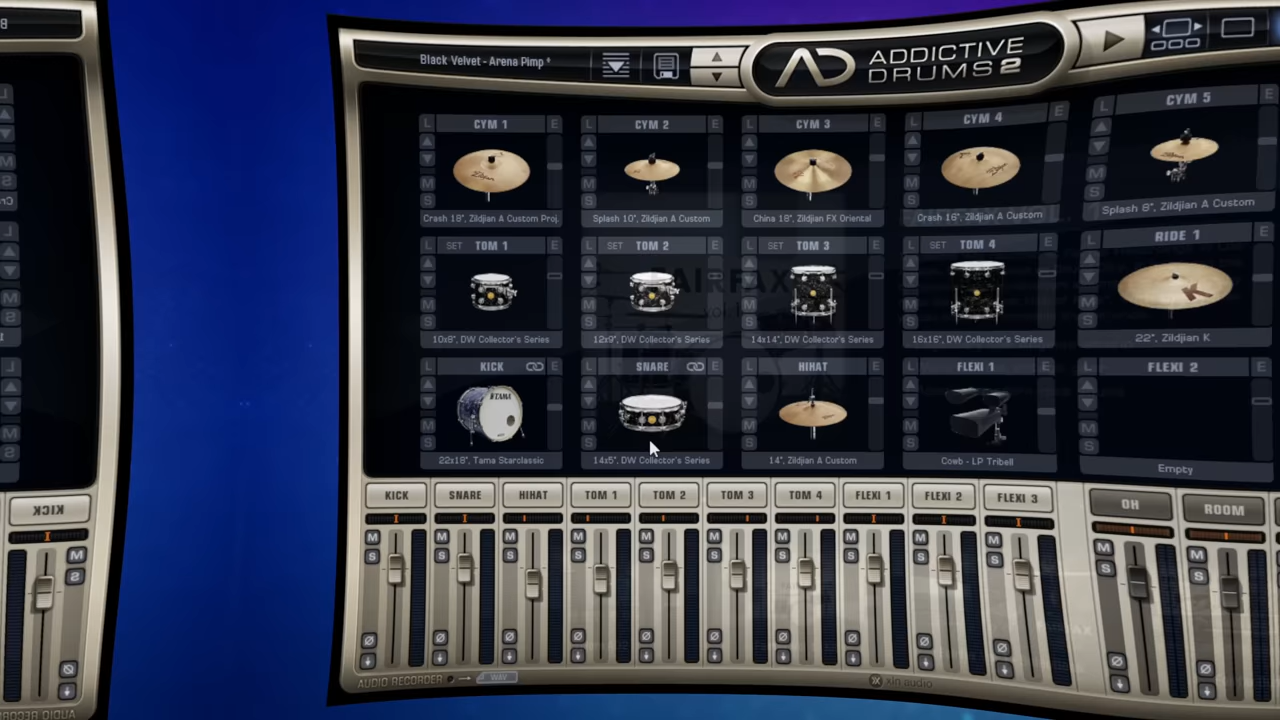 Black Velvet - Arena Pimp *
ADDICTIVE
DRUMS 2
L CYM 1 E
L CYM 2 E
L CYM 3 E
L CYM 4 E
L CYM 5 E
M
S
M
S
M
S
M
S
M
S
Crash 18", Zildjian A Custom Proj.
Splash 10", Zildjian A Custom
China 18", Zildjian FX Oriental
Crash 16", Zildjian A Custom
Splash 8", Zildjian A Custom
L SET TOM 1 E
L SET TOM 2 E
L SET TOM 3 E
L SET TOM 4 E
L RIDE 1 E
FAIRFAX
VOL.
M
S
M
S
M
S
M
S
K
M
S
10x8", DW Collector's Series
12x9", DW Collector's Series
14x14", DW Collector's Series
16x16", DW Collector's Series
22", Zildjian K
L KICK E
L SNARE E
L HIHAT E
L FLEXI 1 E
L FLEXI 2 E
TAMA
M
S
M
S
M
S
M
S
M
S
22x18", Tama Starclassic
14x5", DW Collector's Series
14", Zildjian A Custom
Cowb - LP Tribell
Empty
KICK SNARE HIHAT TOM 1 TOM 2 TOM 3 TOM 4 FLEXI 1 FLEXI 2 FLEXI 3 OH ROOM
M M M M M M M M M M M M
S S S S S S S S S S S S
AUDIO RECORDER WAV
xln audio
KICK
M
S
AUDIO RECORDER